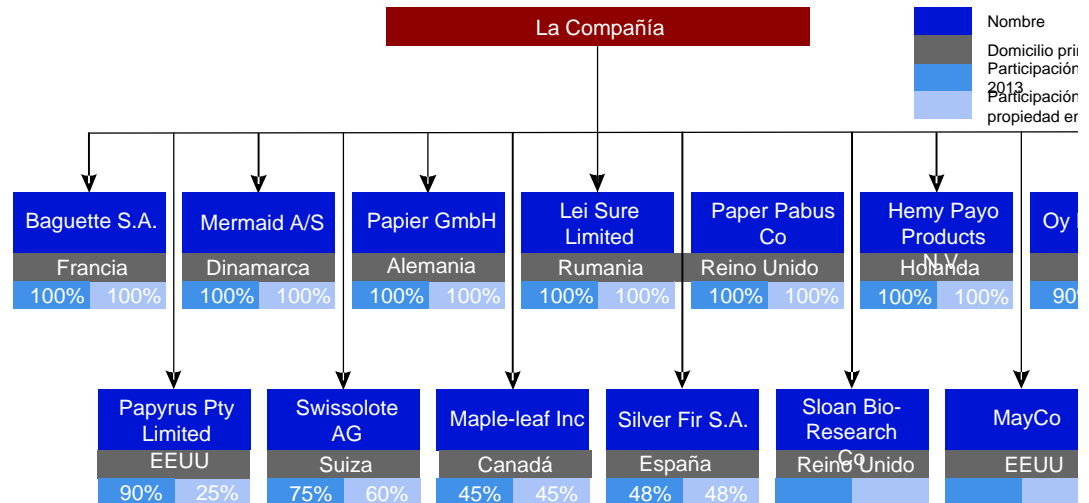 La Compañía
Nombre
Domicilio prin
Participación
2013
Participación
propiedad en
Baguette S.A.
Francia
100% 100%
Mermaid A/S
Dinamarca
100% 100%
Papier GmbH
Alemania
100% 100%
Lei Sure
Limited
Rumania
100% 100%
Paper Pabus
Co
Reino Unido
100% 100%
Hemy Payo
Products
N.V.
Holanda
100% 100%
Oy
90%
Papyrus Pty
Limited
EEUU
90% 25%
Swissolote
AG
Suiza
75% 60%
Maple-leaf Inc
Canadá
45% 45%
Silver Fir S.A.
España
48% 48%
Sloan Bio-
Research
Co
Reino Unido
MayCo
EEUU